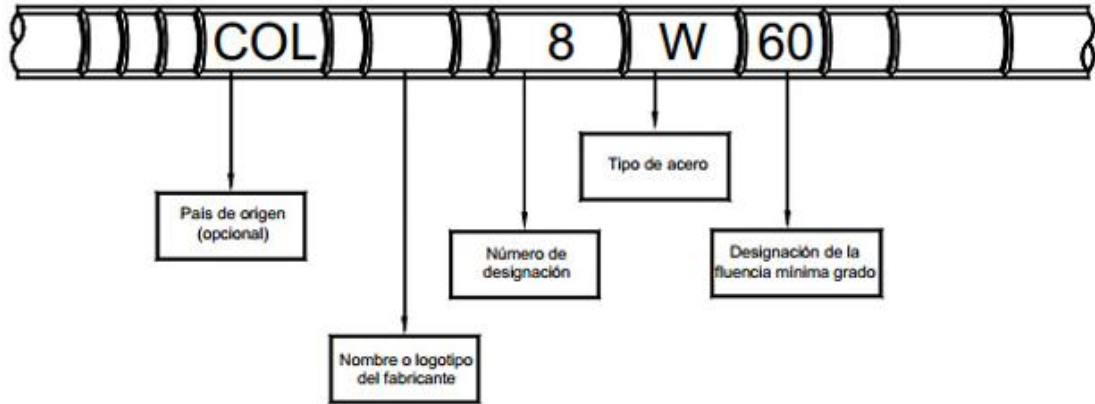 COL 8 W 60
Tipo de acero
País de origen
(opcional)
Número de
designación
Designación de la
fluencia mínima grado
Nombre o logotipo
del fabricante